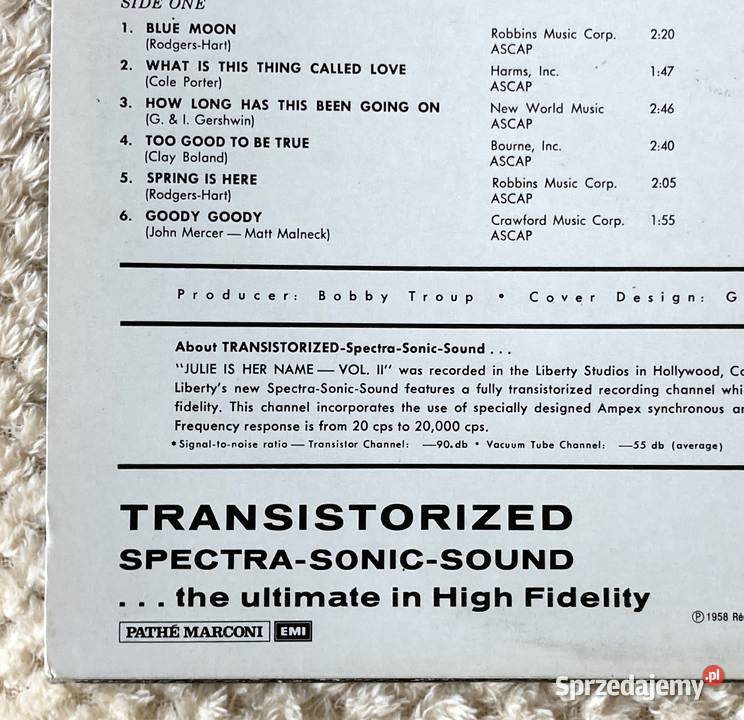 SIDE ONE
1. BLUE MOON Robbins Music Corp. 2:20
(Rodgers-Hart) ASCAP
2. WHAT IS THIS THING CALLED LOVE Harms, Inc. 1:47
(Cole Porter) ASCAP
3. HOW LONG HAS THIS BEEN GOING ON New World Music 2:46
(G. & I. Gershwin) ASCAP
4. TOO GOOD TO BE TRUE Bourne, Inc. 2:40
(Clay Boland) ASCAP
5. SPRING IS HERE Robbins Music Corp. 2:05
(Rodgers-Hart) ASCAP
6. GOODY GOODY Crawford Music Corp. 1:55
(John Mercer — Matt Malneck) ASCAP
Producer: Bobby Troup • Cover Design: G
About TRANSISTORIZED-Spectra-Sonic-Sound . . .
"JULIE IS HER NAME — VOL. II" was recorded in the Liberty Studios in Hollywood, Ca
Liberty's new Spectra-Sonic-Sound features a fully transistorized recording channel whi
fidelity. This channel incorporates the use of specially designed Ampex synchronous
Frequency response is from 20 cps to 20,000 cps.
*Signal-to-noise ratio — Transistor Channel: —90.db • Vacuum Tube Channel: —55 db (average)
TRANSISTORIZED
SPECTRA-SONIC-SOUND
. . . the ultimate in High Fidelity
PATHÉ MARCONI EMI
℗ 1958 Ré
Sprzedajemy.pl